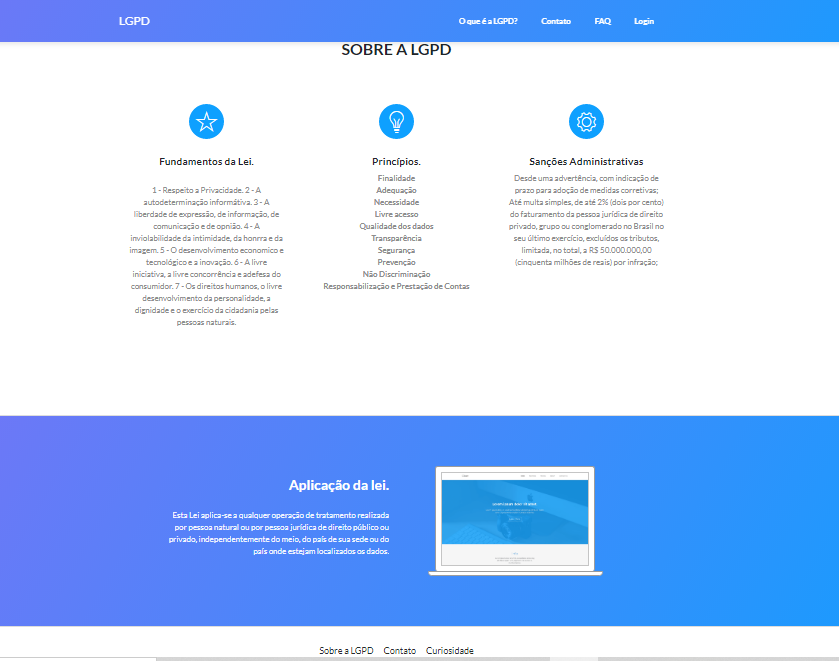 LGPD
O que é a LGPD? Contato FAQ Login
SOBRE A LGPD
Fundamentos da Lei.
1 - Respeito a Privacidade. 2 - A
autodeterminação informátiva. 3 - A
liberdade de expressão, de informação, de
comunicação e de opnião. 4 - A
inviolabilidade da intimidade, da honrra e da
imagem. 5 - O desenvolvimento economico e
tecnológico e a inovação. 6 - A livre
iniciativa, a livre concorrência e adefesa do
consumidor. 7 - Os direitos humanos, o livre
desenvolvimento da personalidade, a
dignidade e o exercício da cidadania pelas
pessoas naturais.
Princípios.
Finalidade
Adequação
Necessidade
Livre acesso
Qualidade dos dados
Transparência
Segurança
Prevenção
Não Discriminação
Responsabilização e Prestação de Contas
Sanções Administrativas
Desde uma advertência, com indicação de
prazo para adoção de medidas corretivas;
Até multa simples, de até 2% (dois por cento)
do faturamento da pessoa jurídica de direito
privado, grupo ou conglomerado no Brasil no
seu último exercício, excluídos os tributos,
limitada, no total, a R$ 50.000.000,00
(cinquenta milhões de reais) por infração;
Aplicação da lei.
Esta Lei aplica-se a qualquer operação de tratamento realizada
por pessoa natural ou por pessoa jurídica de direito público ou
privado, independentemente do meio, do país de sua sede ou do
país onde estejam localizados os dados.
Sobre a LGPD Contato Curiosidade